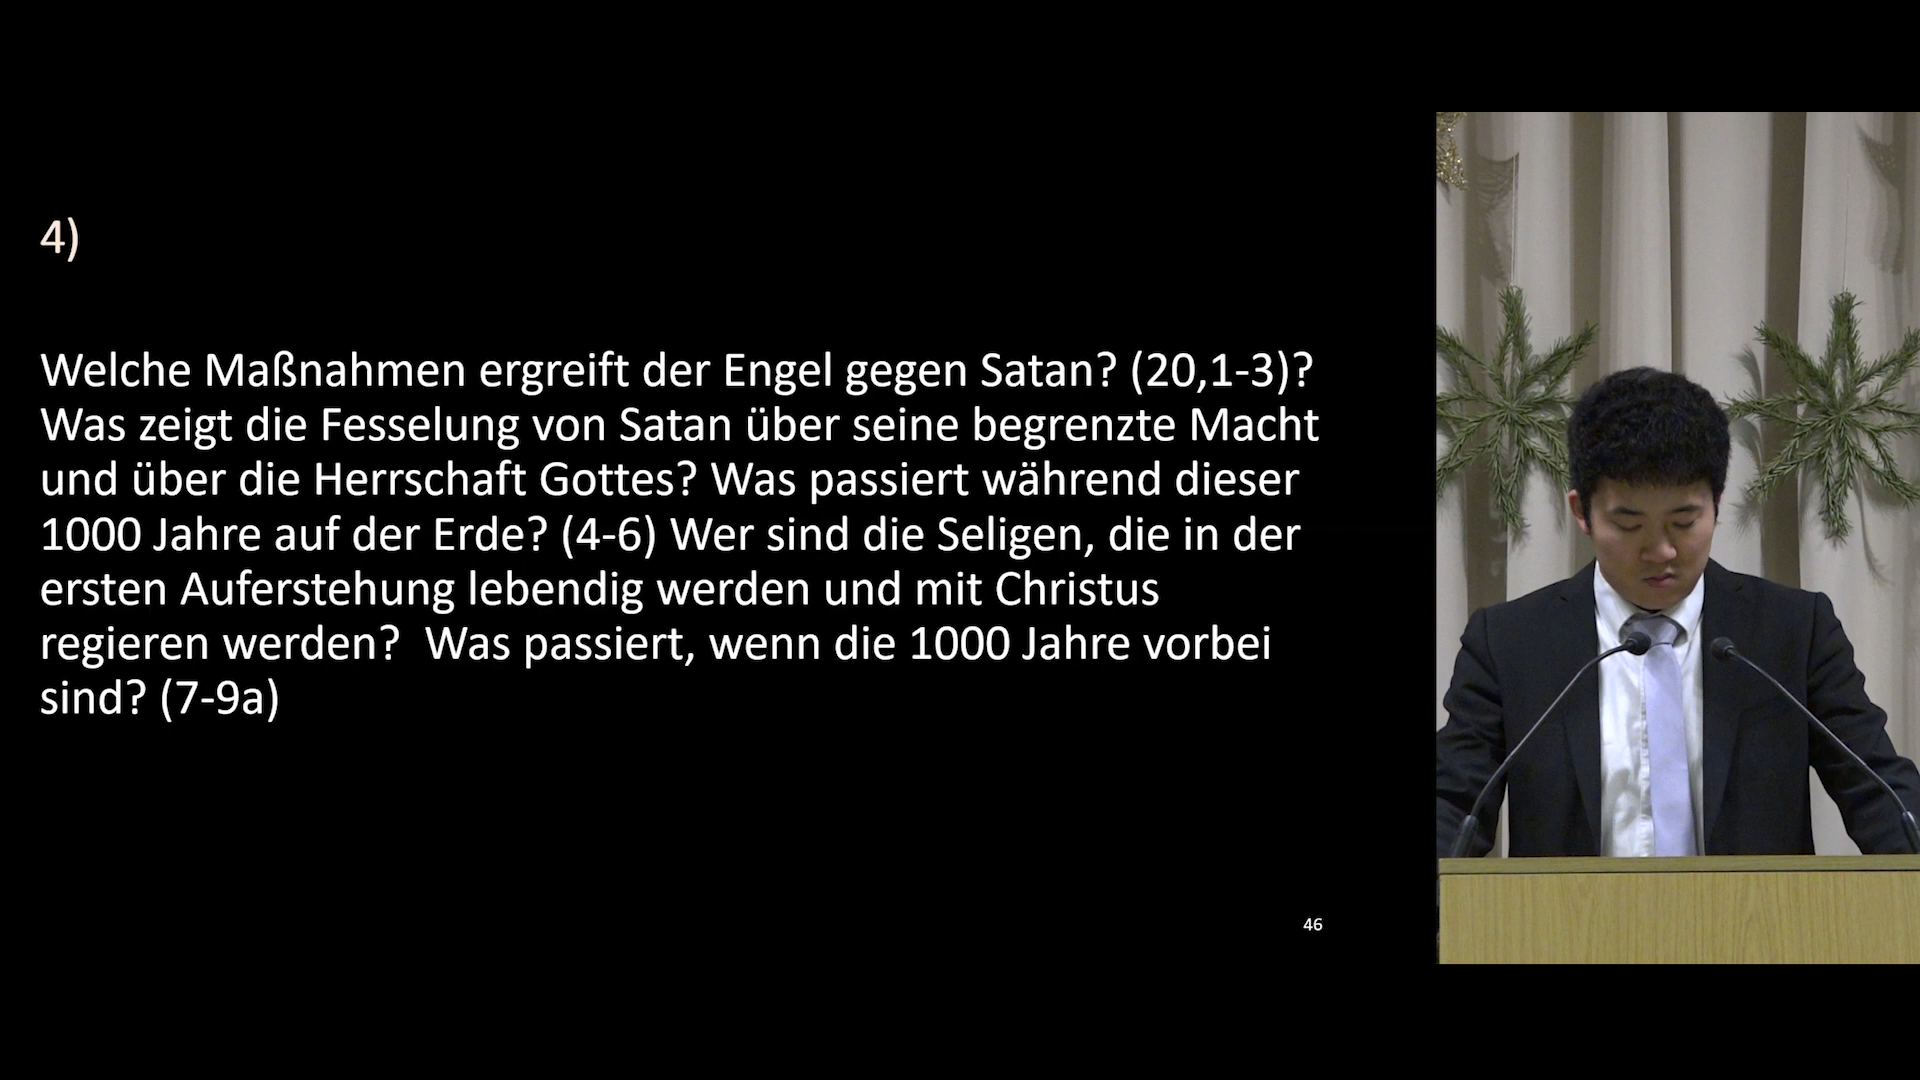 4)
Welche Maßnahmen ergreift der Engel gegen Satan? (20,1-3)?
Was zeigt die Fesselung von Satan über seine begrenzte Macht
und über die Herrschaft Gottes? Was passiert während dieser
1000 Jahre auf der Erde? (4-6) Wer sind die Seligen, die in der
ersten Auferstehung lebendig werden und mit Christus
regieren werden?  Was passiert, wenn die 1000 Jahre vorbei
sind? (7-9a)
46